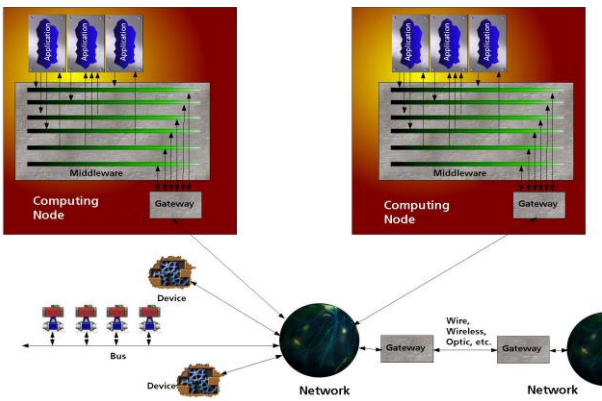 Application
Application
Application
Middleware
Computing
Node
Gateway
Application
Application
Application
Middleware
Computing
Node
Gateway
Device
Bus
Device
Network
Gateway
Wire,
Wireless,
Optic, etc.
Gateway
Network